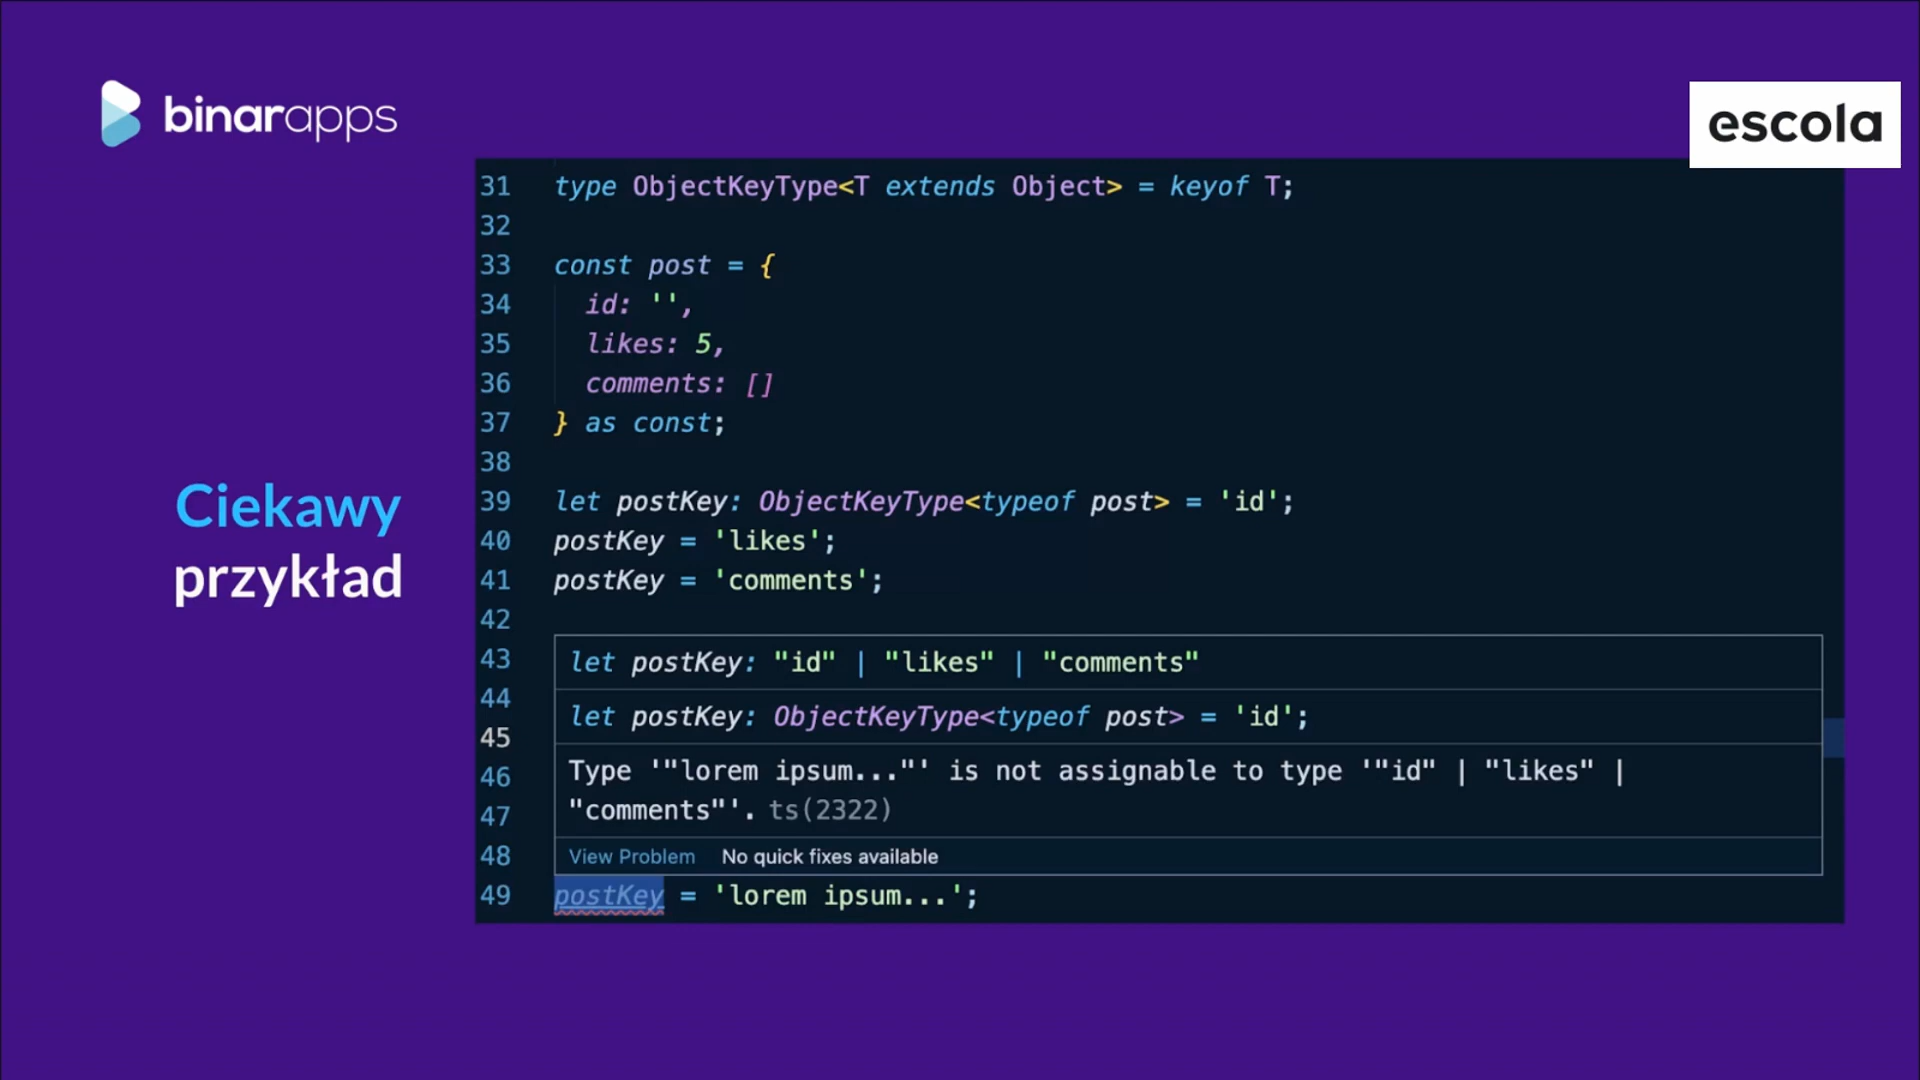 binarapps
escola
Ciekawy
przykład
31 type ObjectKeyType<T extends Object> = keyof T;
32
33 const post = {
34 id: '',
35 likes: 5,
36 comments: []
37 } as const;
38
39 let postKey: ObjectKeyType<typeof post> = 'id';
40 postKey = 'likes';
41 postKey = 'comments';
42
43 let postKey: "id" | "likes" | "comments"
44 let postKey: ObjectKeyType<typeof post> = 'id';
45
46 Type '"lorem ipsum..."' is not assignable to type '"id" | "likes" |
47 "comments"'. ts(2322)
48 View Problem No quick fixes available
49 postKey = 'lorem ipsum...';